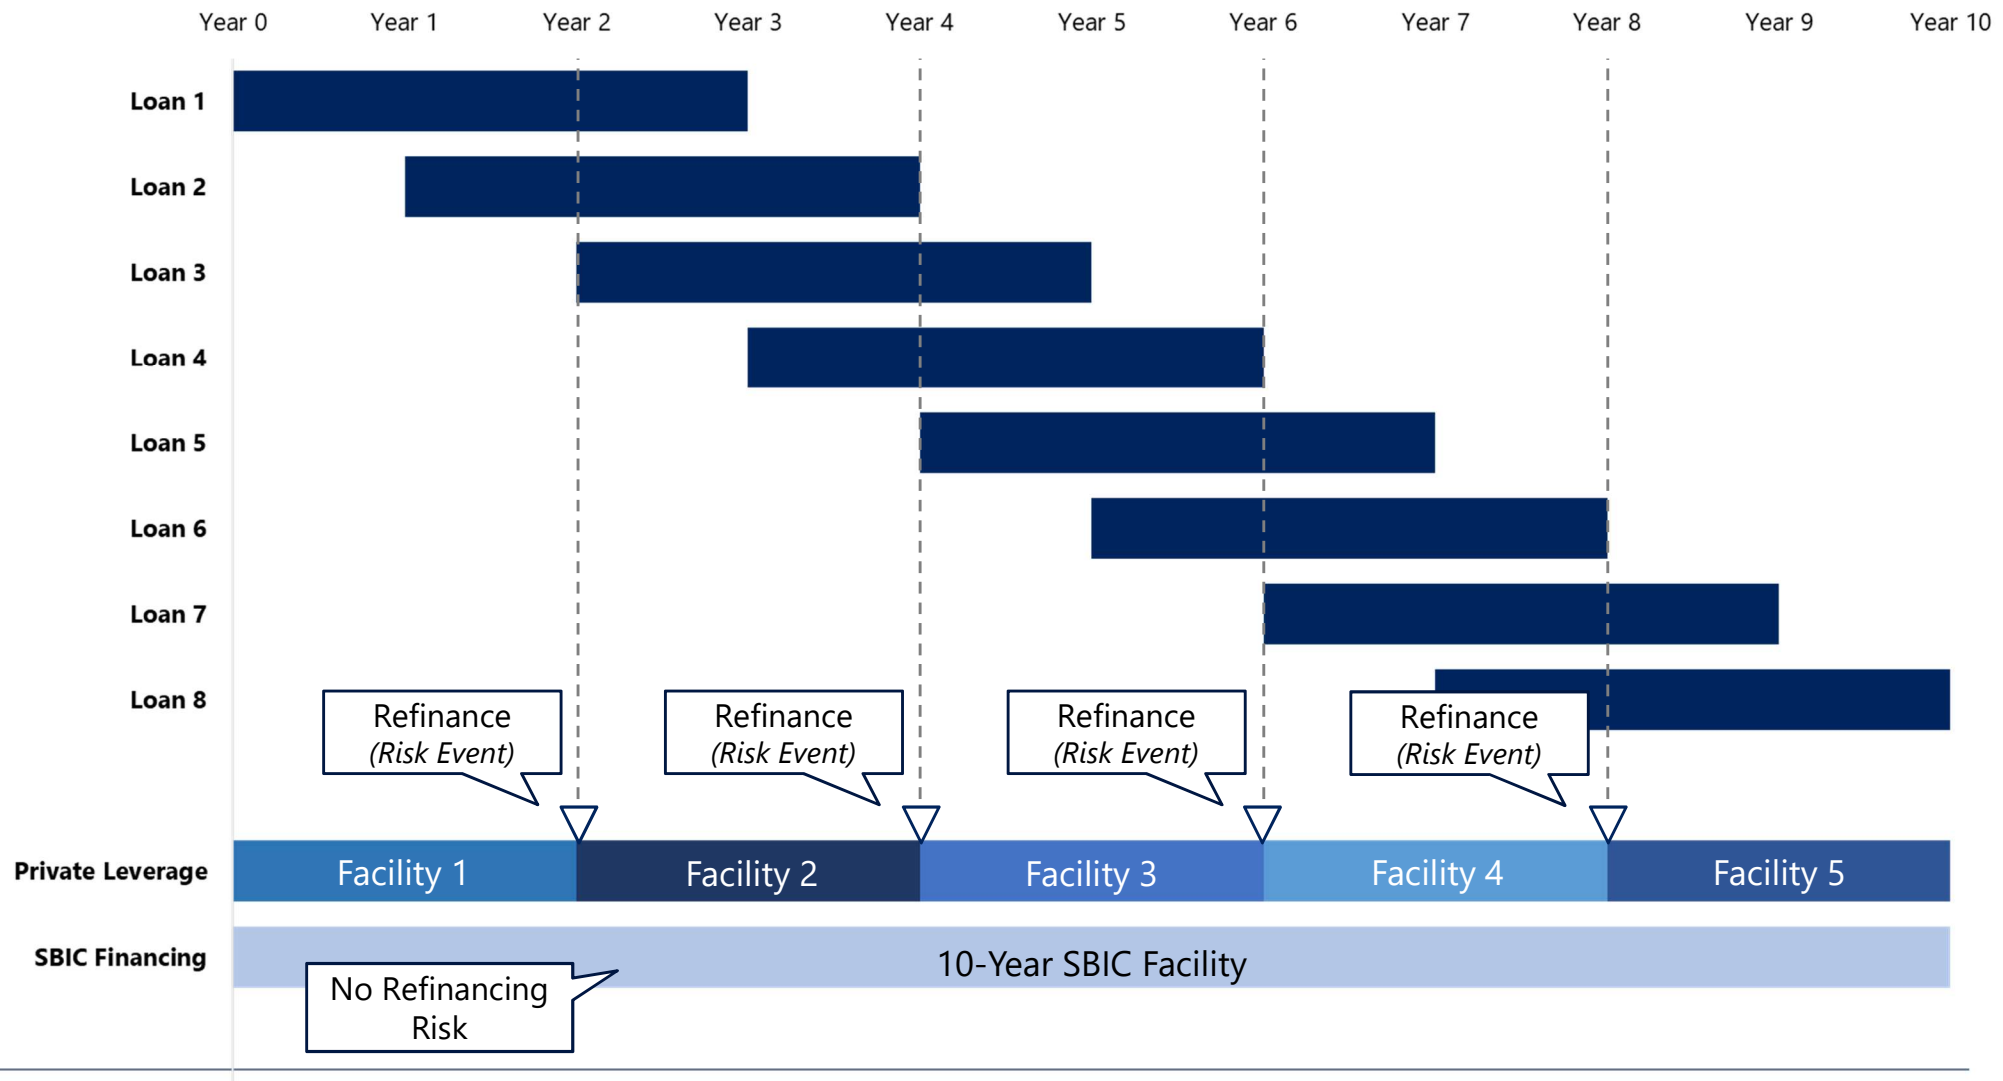 Year 0 Year 1 Year 2 Year 3 Year 4 Year 5 Year 6 Year 7 Year 8 Year 9 Year 10
Loan 1
Loan 2
Loan 3
Loan 4
Loan 5
Loan 6
Loan 7
Loan 8
Refinance
(Risk Event)
Refinance
(Risk Event)
Refinance
(Risk Event)
Refinance
(Risk Event)
Private Leverage
Facility 1
Facility 2
Facility 3
Facility 4
Facility 5
SBIC Financing
10-Year SBIC Facility
No Refinancing
Risk